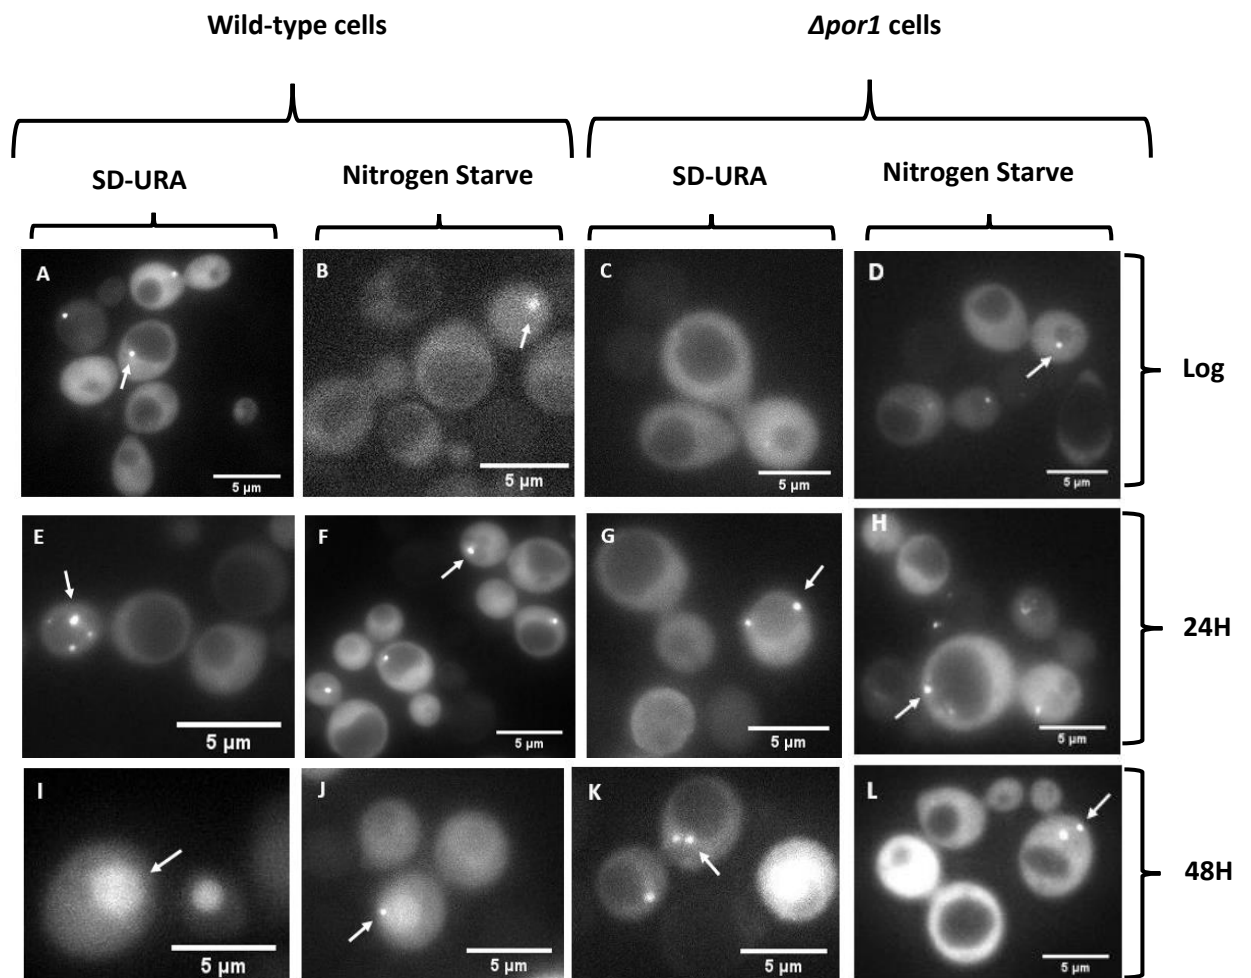 Wild-type cells
Δpor1 cells
SD-URA
Nitrogen Starve
SD-URA
Nitrogen Starve
A
B
C
D
Log
5 µm
5 µm
5 µm
5 µm
E
F
G
H
24H
5 µm
5 µm
5 µm
5 µm
I
J
K
L
48H
5 µm
5 µm
5 µm
5 µm